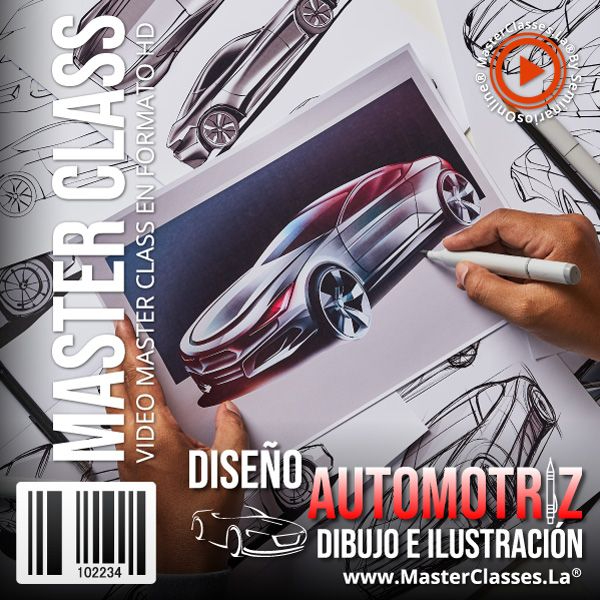 MASTER CLASS
VIDEO MASTER CLASS EN FORMATO HD
MasterClasses.La® By SeminariosOnline®
DISEÑO
AUTOMOTRIZ
DIBUJO E ILUSTRACIÓN
www.MasterClasses.La®
102234